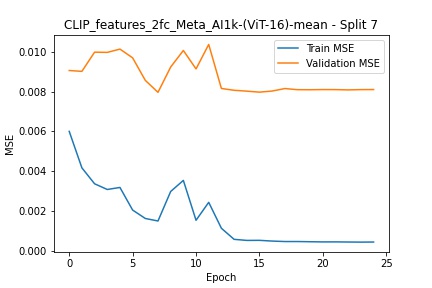 CLIP_features_2fc_Meta_AI1k-(ViT-16)-mean - Split 7
Train MSE
Validation MSE
MSE
0.010
0.008
0.006
0.004
0.002
0.000
0 5 10 15 20 25
Epoch